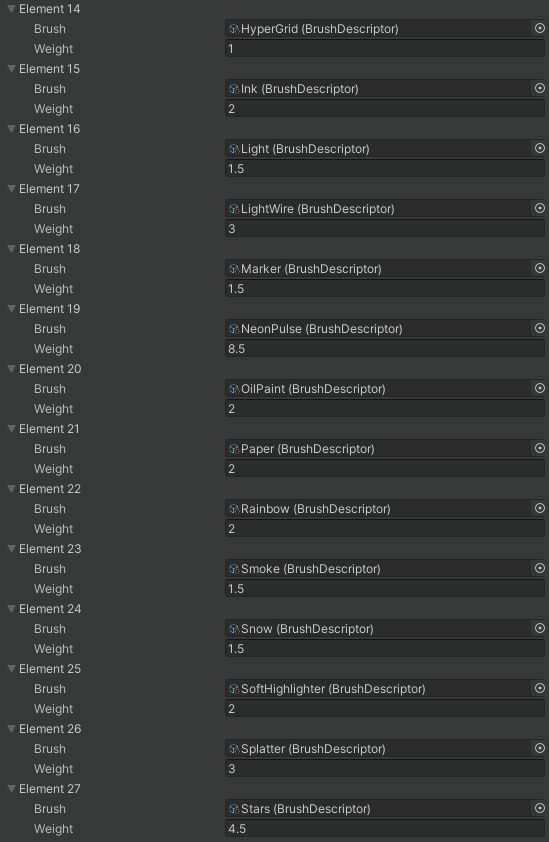 Element 14
Brush HyperGrid (BrushDescriptor)
Weight 1
Element 15
Brush Ink (BrushDescriptor)
Weight 2
Element 16
Brush Light (BrushDescriptor)
Weight 1.5
Element 17
Brush LightWire (BrushDescriptor)
Weight 3
Element 18
Brush Marker (BrushDescriptor)
Weight 1.5
Element 19
Brush NeonPulse (BrushDescriptor)
Weight 8.5
Element 20
Brush OilPaint (BrushDescriptor)
Weight 2
Element 21
Brush Paper (BrushDescriptor)
Weight 2
Element 22
Brush Rainbow (BrushDescriptor)
Weight 2
Element 23
Brush Smoke (BrushDescriptor)
Weight 1.5
Element 24
Brush Snow (BrushDescriptor)
Weight 1.5
Element 25
Brush SoftHighlighter (BrushDescriptor)
Weight 2
Element 26
Brush Splatter (BrushDescriptor)
Weight 3
Element 27
Brush Stars (BrushDescriptor)
Weight 4.5